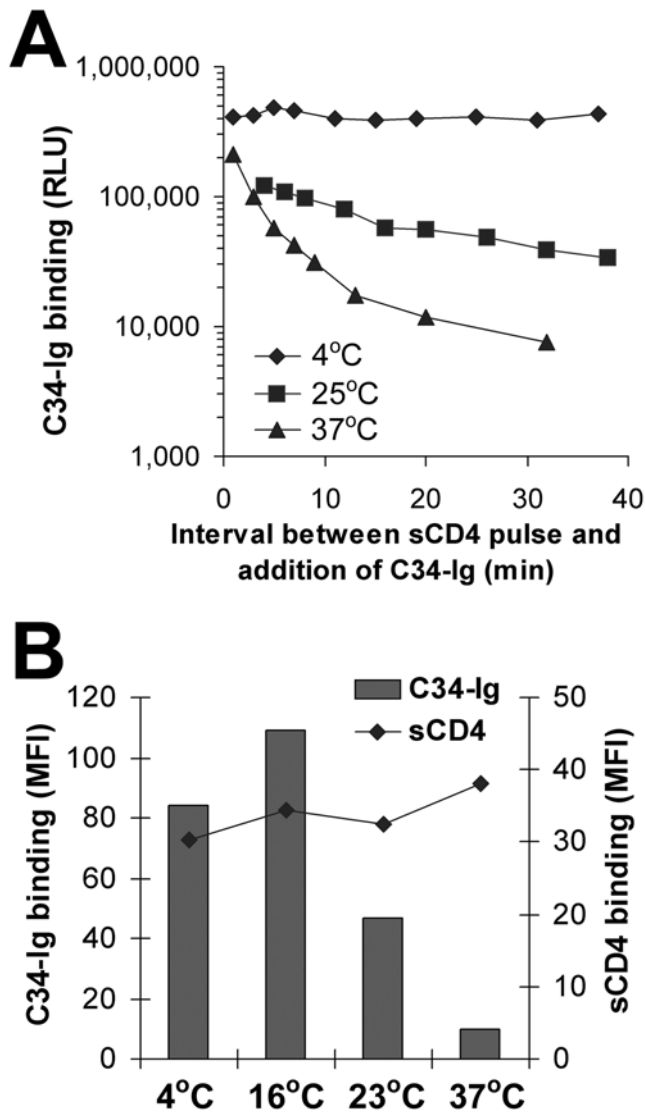 A
C34-Ig binding (RLU)
1,000,000
100,000
10,000
1,000
4°C
25°C
37°C
0 10 20 30 40
Interval between sCD4 pulse and
addition of C34-Ig (min)
B
C34-Ig
sCD4
C34-Ig binding (MFI)
120
100
80
60
40
20
0
50
40
30
20
10
0
sCD4 binding (MFI)
4°C 16°C 23°C 37°C